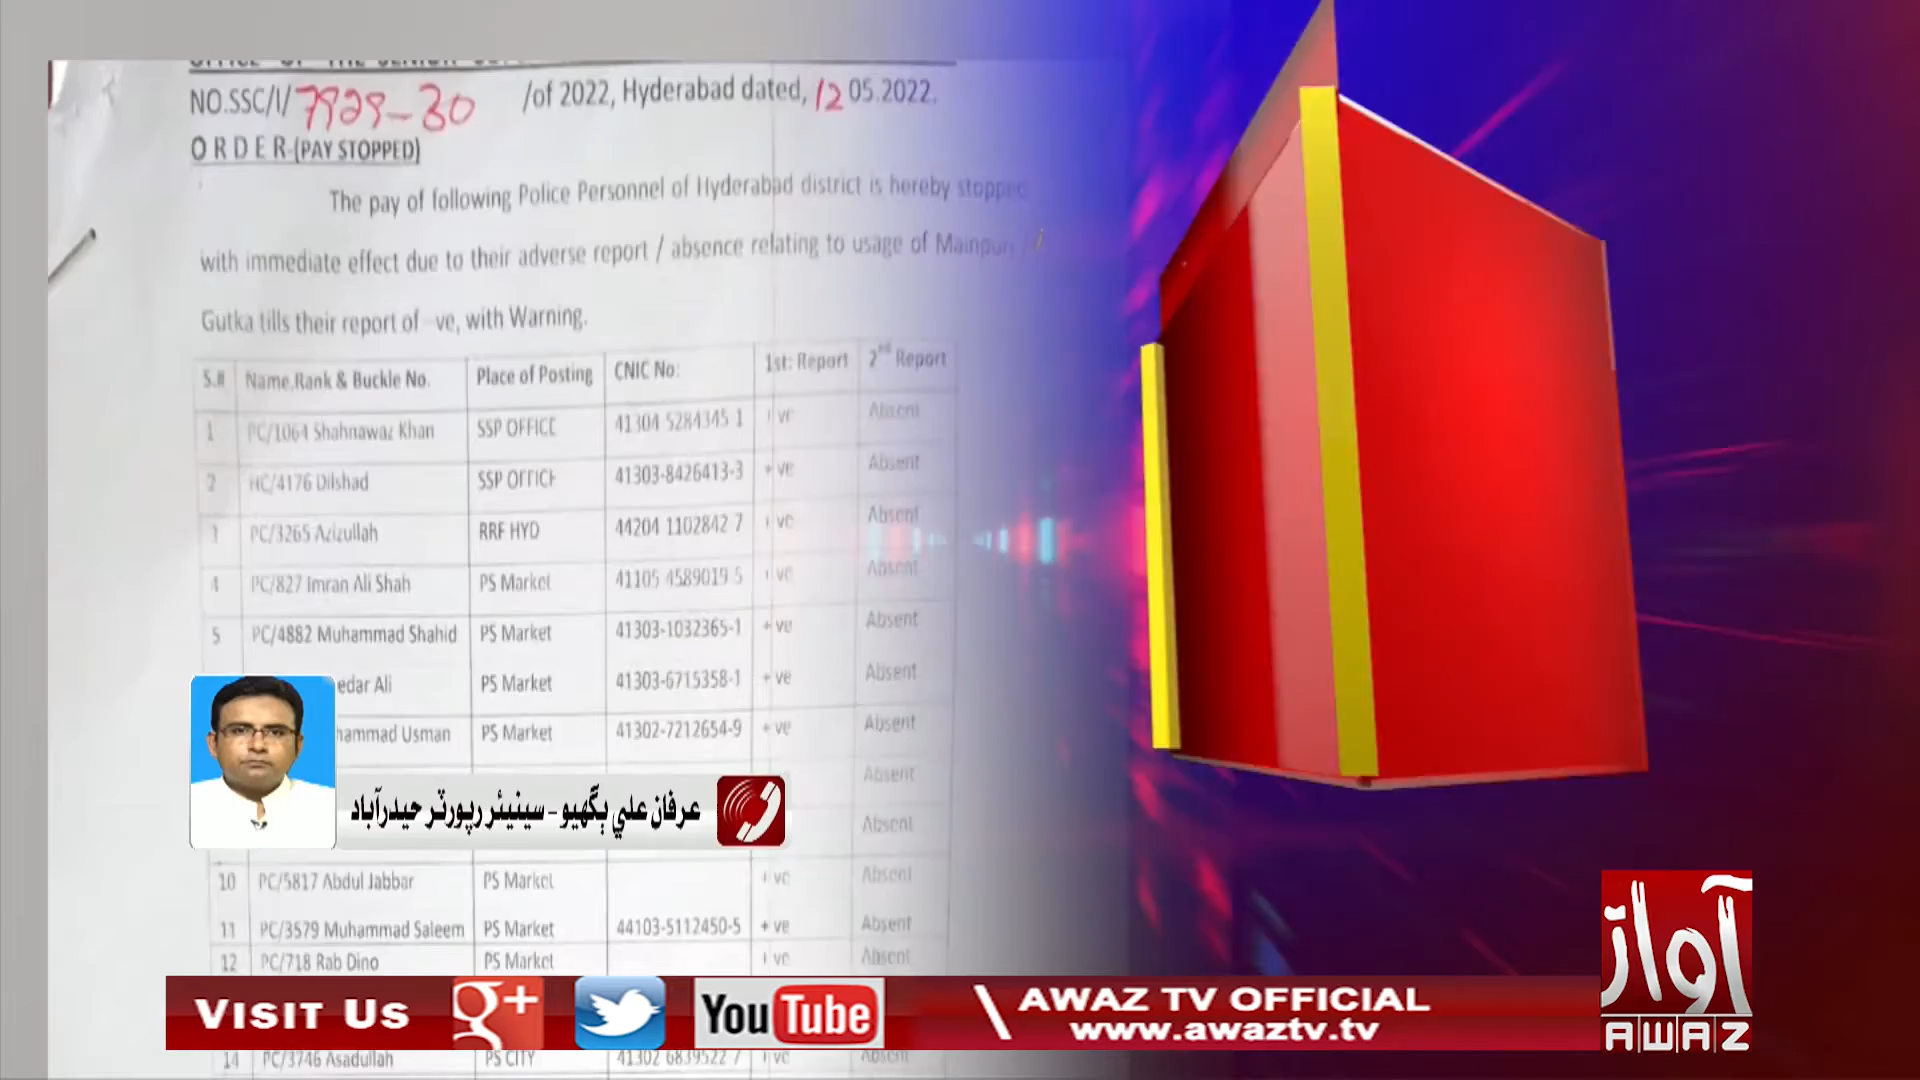 NO.SSC/I/7929-30 /of 2022, Hyderabad dated, 12 05.2022.
O R D E R-(PAY STOPPED)
The pay of following Police Personnel of Hyderabad district is hereby stopped
with immediate effect due to their adverse report / absence relating to usage of Mainpuri /
Gutka tills their report of -ve, with Warning.
S.# Name,Rank & Buckle No. Place of Posting CNIC No: 1st: Report 2nd Report
1 PC/1064 Shahnawaz Khan SSP OFFICE 41304 5284345 1 +ve Absent
2 HC/4176 Dilshad SSP OFFICE 41303-8426413-3 +ve Absent
3 PC/3265 Azizullah RRF HYD 44204 1102842 7 +ve Absent
4 PC/827 Imran Ali Shah PS Market 41105 4589019 5 +ve Absent
5 PC/4882 Muhammad Shahid PS Market 41303-1032365-1 +ve Absent
edar Ali PS Market 41303-6715358-1 +ve Absent
hammad Usman PS Market 41302-7212654-9 +ve Absent
Absent
Absent
عرفان علي ٻگهيو - سينيئر رپورٽر حيدرآباد
10 PC/5817 Abdul Jabbar PS Market +ve Absent
11 PC/3579 Muhammad Saleem PS Market 44103-5112450-5 +ve Absent
12 PC/718 Rab Dino PS Market +ve Absent
VISIT US g+ YouTube AWAZ TV OFFICIAL
www.awaztv.tv
آواز
AWAZ
14 PC/3746 Asadullah PS CITY 41302 6839522 7 +ve Absent